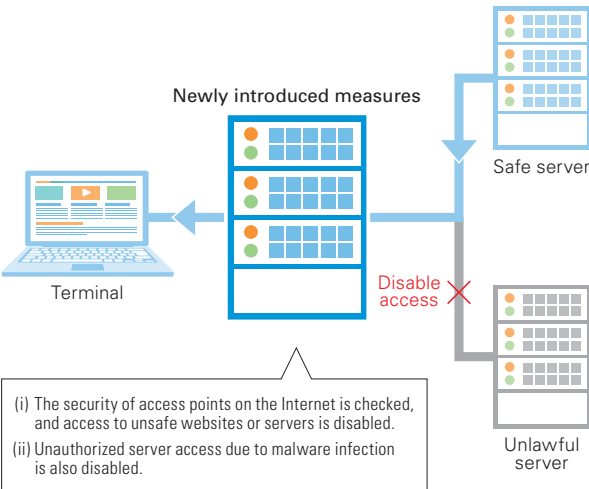 Newly introduced measures
Safe server
Terminal
Disable
access
Unlawful
server
(i) The security of access points on the Internet is checked,
and access to unsafe websites or servers is disabled.
(ii) Unauthorized server access due to malware infection
is also disabled.